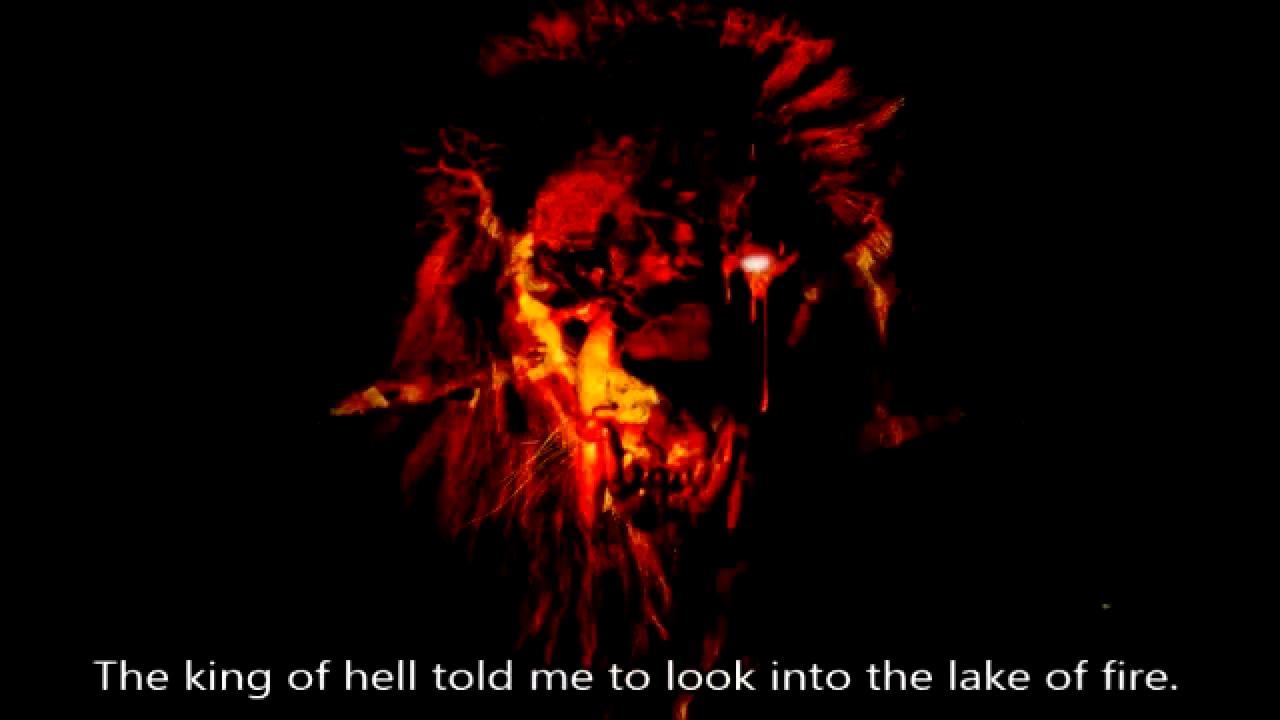 The king of hell told me to look into the lake of fire.